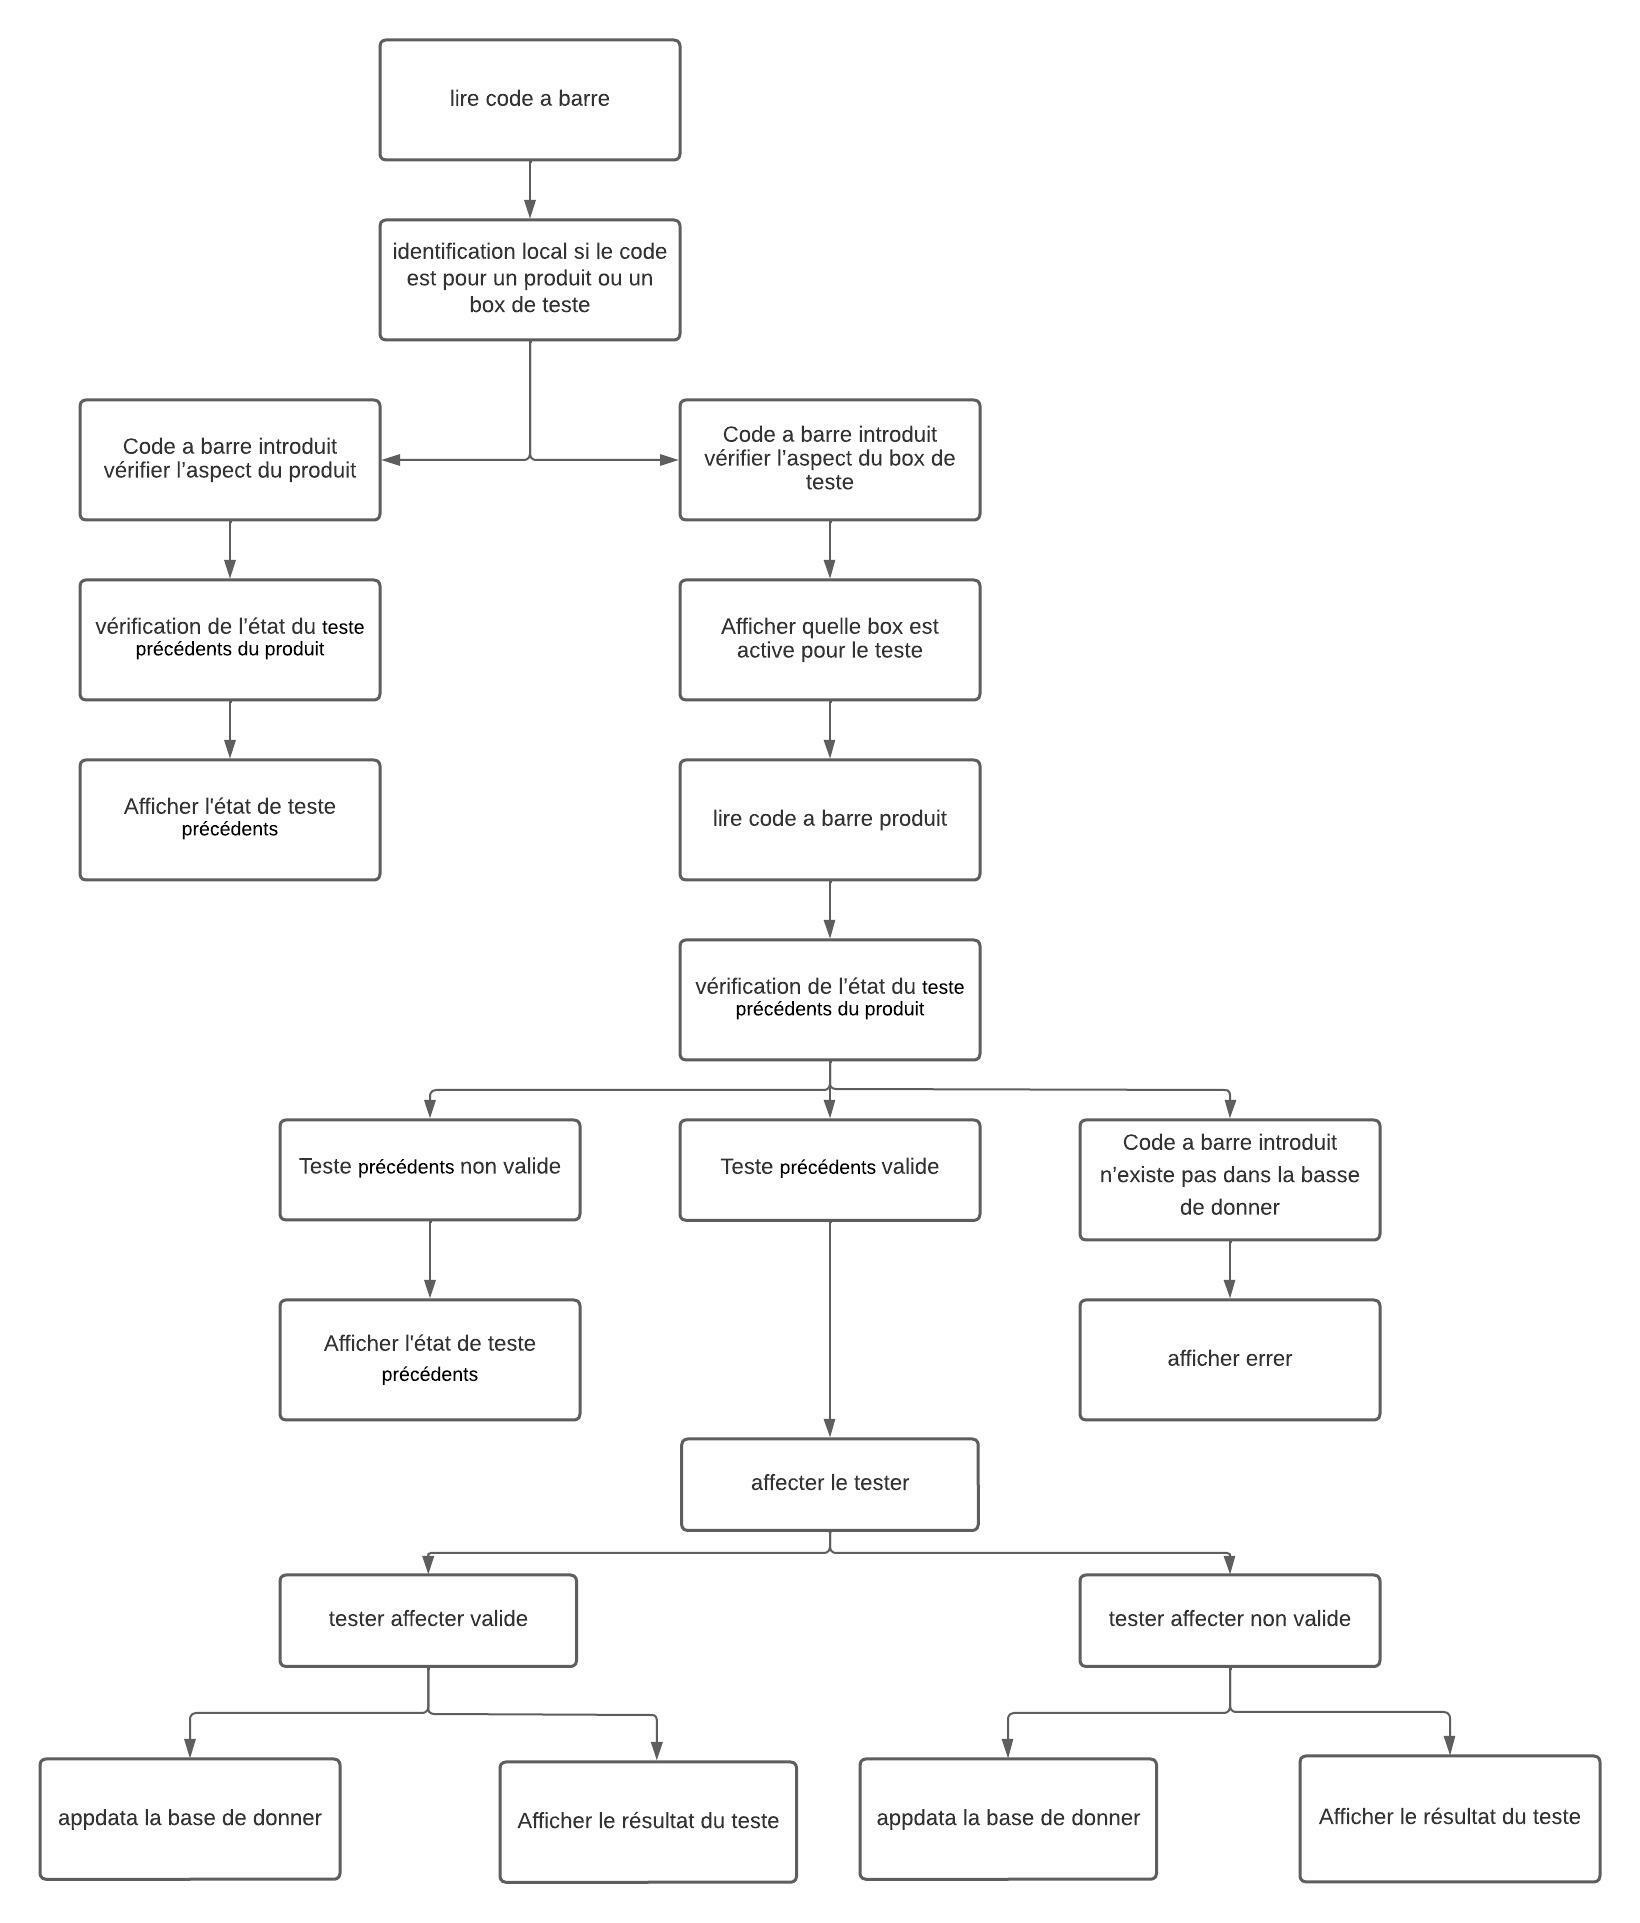 lire code a barre
identification local si le code
est pour un produit ou un
box de teste
Code a barre introduit
vérifier l’aspect du produit
Code a barre introduit
vérifier l’aspect du box de
teste
vérification de l’état du teste
précédents du produit
Afficher quelle box est
active pour le teste
Afficher l'état de teste
précédents
lire code a barre produit
vérification de l’état du teste
précédents du produit
Teste précédents non valide
Teste précédents valide
Code a barre introduit
n’existe pas dans la basse
de donner
Afficher l'état de teste
précédents
afficher errer
affecter le tester
tester affecter valide
tester affecter non valide
appdata la base de donner
Afficher le résultat du teste
appdata la base de donner
Afficher le résultat du teste